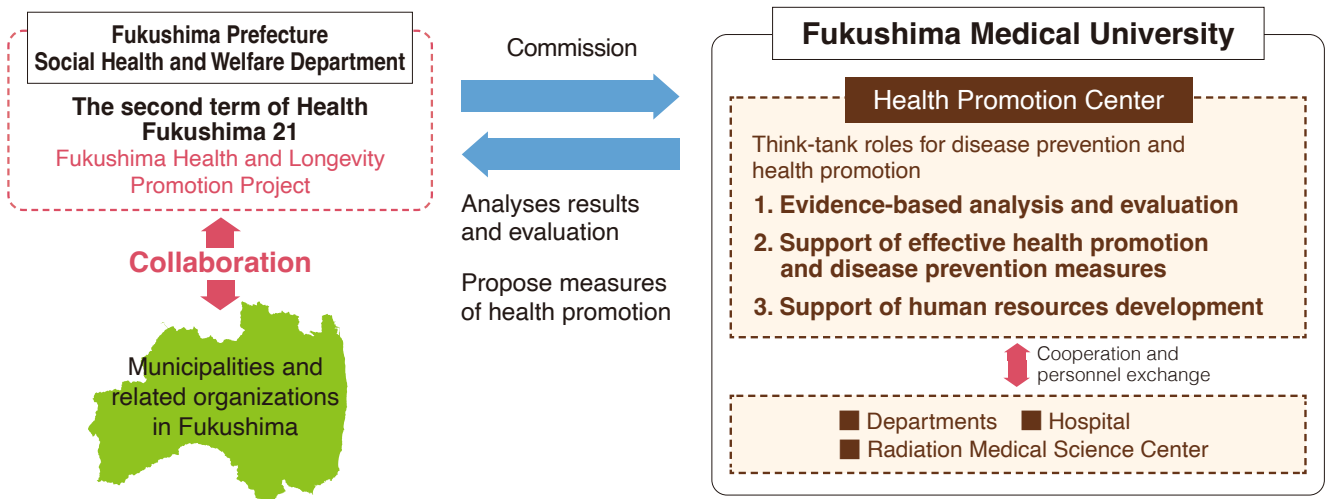 Fukushima Prefecture
Social Health and Welfare Department
The second term of Health
Fukushima 21
Fukushima Health and Longevity
Promotion Project
Collaboration
Municipalities and
related organizations
in Fukushima
Commission
Analyses results
and evaluation
Propose measures
of health promotion
Fukushima Medical University
Health Promotion Center
Think-tank roles for disease prevention and
health promotion
1. Evidence-based analysis and evaluation
2. Support of effective health promotion
and disease prevention measures
3. Support of human resources development
Cooperation and
personnel exchange
■ Departments ■ Hospital
■ Radiation Medical Science Center